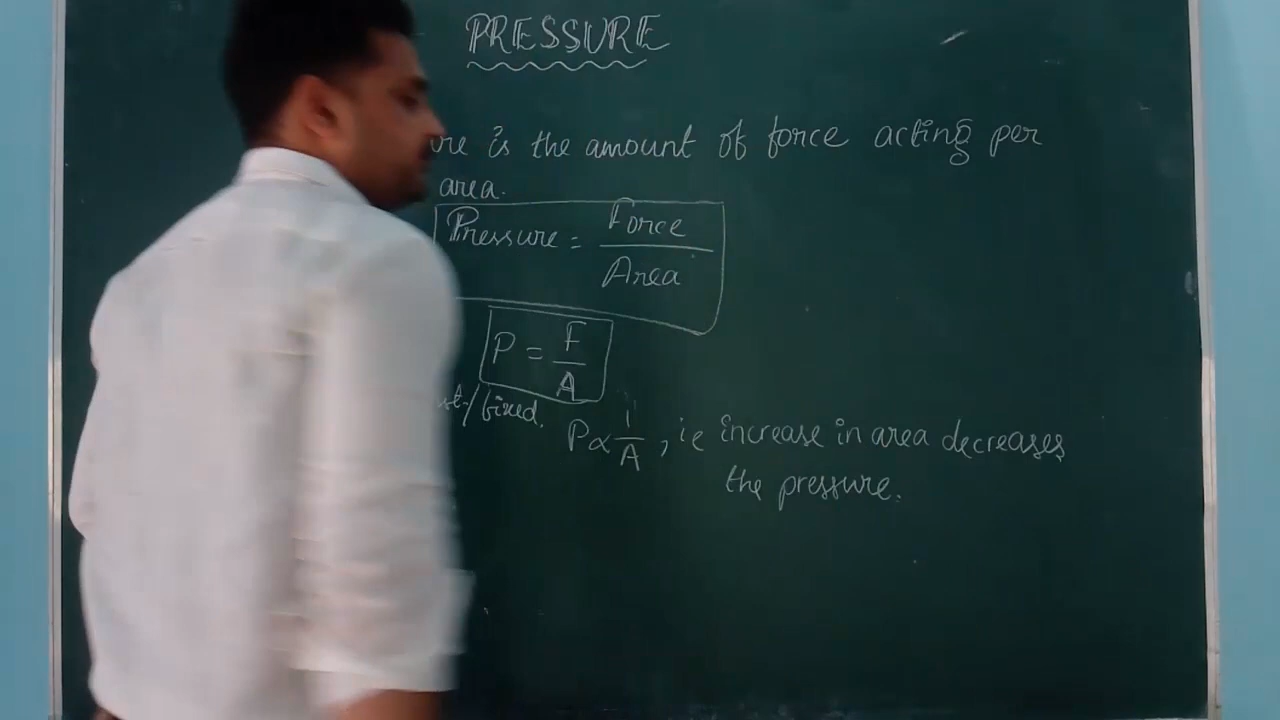 PRESSURE
is the amount of force acting per
area.
Pressure = Force / Area
P = F / A
/ fixed.
P ∝ 1 / A , ie increase in area decreases
the pressure.